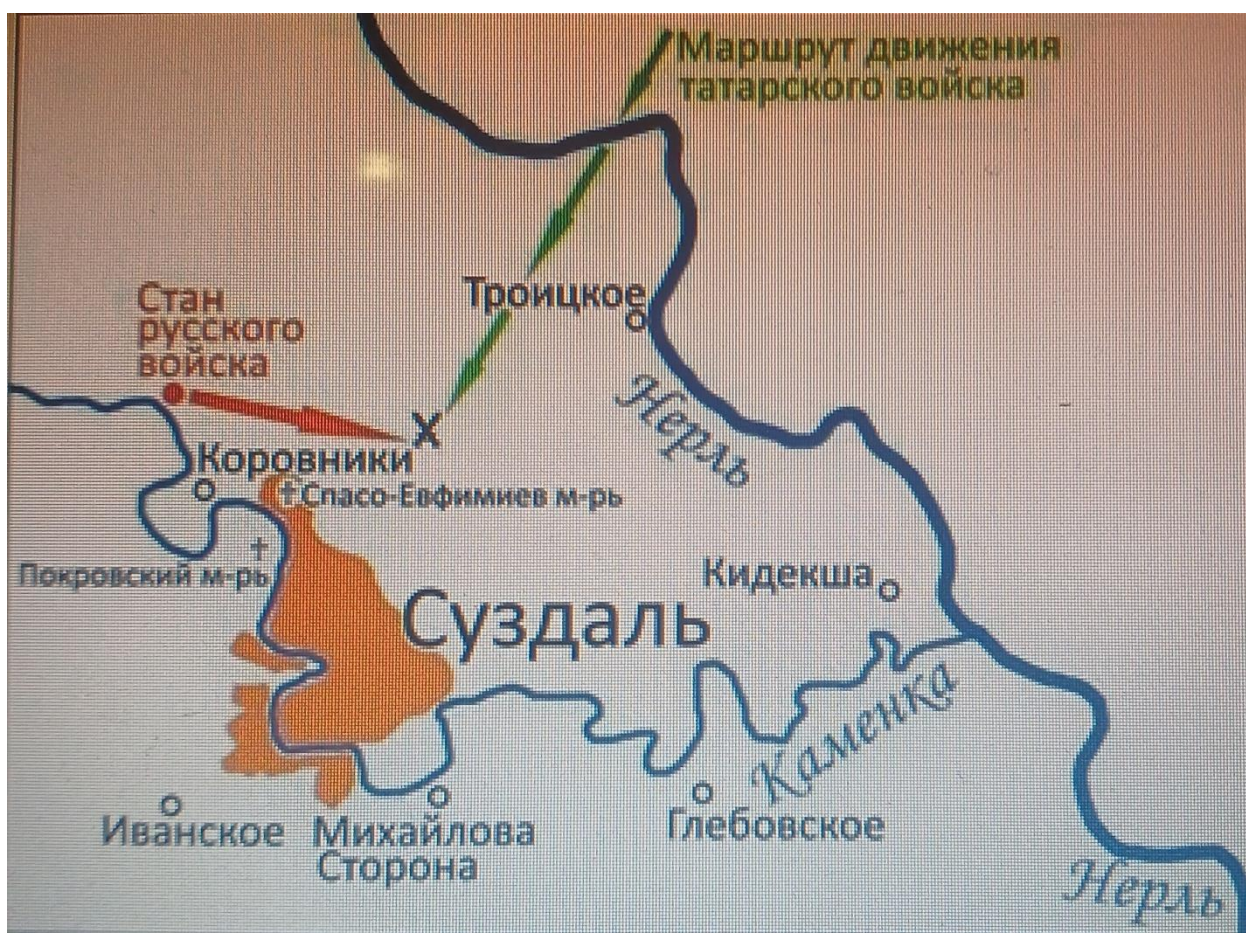 Маршрут движения
татарского войска
Стан
русского
войска
Троицкое
Нерль
Коровники
Спасо-Евфимиев м-рь
Покровский м-рь
Кидекша
Суздаль
Каменка
Иванское
Михайлова
Сторона
Глебовское
Нерль